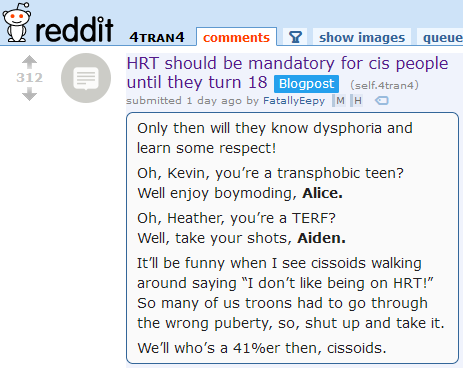 reddit 4TRAN4 comments show images queue
HRT should be mandatory for cis people
312
until they turn 18 Blogpost (self.4tran4)
submitted 1 day ago by FatallyEepy M H
Only then will they know dysphoria and
learn some respect!
Oh, Kevin, you’re a transphobic teen?
Well enjoy boymoding, Alice.
Oh, Heather, you’re a TERF?
Well, take your shots, Aiden.
It’ll be funny when I see cissoids walking
around saying “I don’t like being on HRT!”
So many of us troons had to go through
the wrong puberty, so, shut up and take it.
We’ll who’s a 41%er then, cissoids.